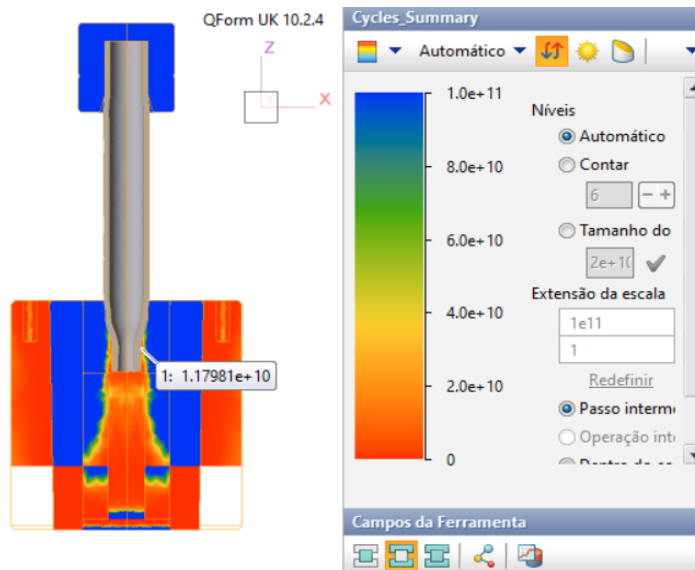 QForm UK 10.2.4
Z
Y
X
1: 1.17981e+10
Cycles_Summary
Automático
1.0e+11
8.0e+10
6.0e+10
4.0e+10
2.0e+10
0
Níveis
Automático
Contar
6
Tamanho do
2e+1(
Extensão da escala
1e11
1
Redefinir
Passo interm
Operação inte
Campos da Ferramenta